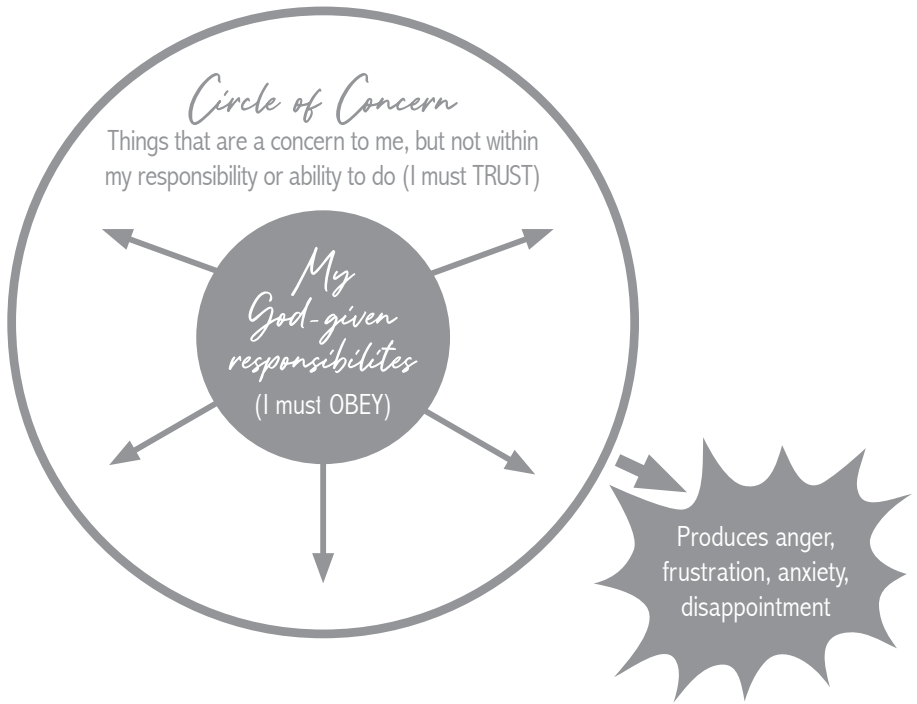 Circle of Concern
Things that are a concern to me, but not within
my responsibility or ability to do (I must TRUST)
My
God-given
responsibilites
(I must OBEY)
Produces anger,
frustration, anxiety,
disappointment